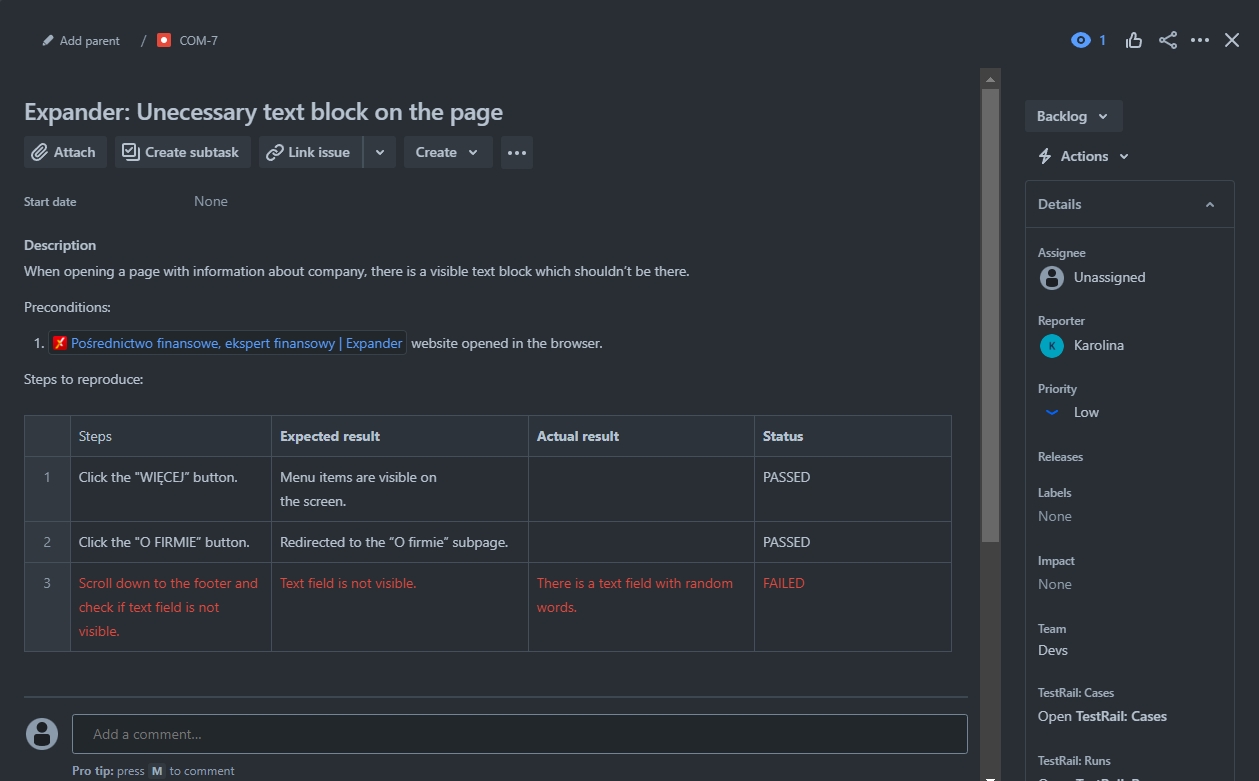 Add parent / COM-7
1
Expander: Unecessary text block on the page
Attach Create subtask Link issue Create
Start date None
Description
When opening a page with information about company, there is a visible text block which shouldn’t be there.
Preconditions:
1. Pośrednictwo finansowe, ekspert finansowy | Expander website opened in the browser.
Steps to reproduce:
Steps Expected result Actual result Status
1 Click the "WIĘCEJ” button. Menu items are visible on PASSED
the screen.
2 Click the "O FIRMIE” button. Redirected to the ”O firmie” subpage. PASSED
3 Scroll down to the footer and Text field is not visible. There is a text field with random FAILED
check if text field is not words.
visible.
Add a comment...
Pro tip: press M to comment
Backlog
Actions
Details
Assignee
Unassigned
Reporter
K Karolina
Priority
Low
Releases
Labels
None
Impact
None
Team
Devs
TestRail: Cases
Open TestRail: Cases
TestRail: Runs